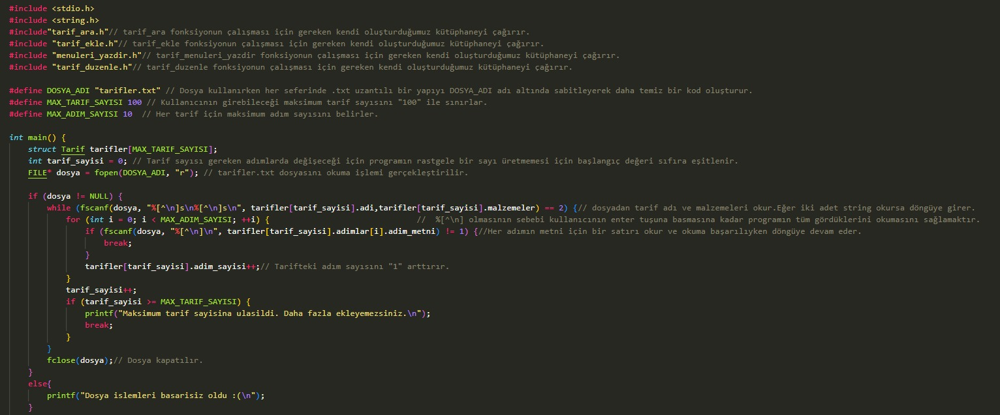 #include <stdio.h>
#include <string.h>
#include"tarif_ara.h"// tarif_ara fonksiyonun çalışması için gereken kendi oluşturduğumuz kütüphaneyi çağırır.
#include "tarif_ekle.h"// tarif_ekle fonksiyonun çalışması için gereken kendi oluşturduğumuz kütüphaneyi çağırır.
#include "menuleri_yazdir.h"// tarif_menuleri_yazdir fonksiyonun çalışması için gereken kendi oluşturduğumuz kütüphaneyi çağırır.
#include "tarif_duzenle.h"// tarif_duzenle fonksiyonun çalışması için gereken kendi oluşturduğumuz kütüphaneyi çağırır.

#define DOSYA_ADI "tarifler.txt" // Dosya kullanırken her seferinde .txt uzantılı bir yapıyı DOSYA_ADI adı altında sabitleyerek daha temiz bir kod oluşturur.
#define MAX_TARIF_SAYISI 100 // Kullanıcının girebileceği maksimum tarif sayısını "100" ile sınırlar.
#define MAX_ADIM_SAYISI 10  // Her tarif için maksimum adım sayısını belirler.

int main() {
    struct Tarif tarifler[MAX_TARIF_SAYISI];
    int tarif_sayisi = 0; // Tarif sayısı gereken adımlarda değişeceği için programın rastgele bir sayı üretmemesi için başlangıç değeri sıfıra eşitlenir.
    FILE* dosya = fopen(DOSYA_ADI, "r"); // tarifler.txt dosyasını okuma işlemi gerçekleştirilir.

    if (dosya != NULL) {
        while (fscanf(dosya, "%[^\n]s\n%[^\n]s\n", tarifler[tarif_sayisi].adi,tarifler[tarif_sayisi].malzemeler) == 2) {// dosyadan tarif adı ve malzemeleri okur.Eğer iki adet string okursa döngüye girer.
            for (int i = 0; i < MAX_ADIM_SAYISI; ++i) {                               //  %[^\n] olmasının sebebi kullanıcının enter tuşuna basmasına kadar programın tüm gördüklerini okumasını sağlamaktır.
                if (fscanf(dosya, "%[^\n]\n", tarifler[tarif_sayisi].adimlar[i].adim_metni) != 1) {//Her adımın metni için bir satırı okur ve okuma başarılıyken döngüye devam eder.
                    break;
                }
                tarifler[tarif_sayisi].adim_sayisi++;// Tarifteki adım sayısını "1" arttırır.
            }
            tarif_sayisi++;
            if (tarif_sayisi >= MAX_TARIF_SAYISI) {
                printf("Maksimum tarif sayisina ulasildi. Daha fazla ekleyemezsiniz.\n");
                break;
            }
        }
        fclose(dosya);// Dosya kapatılır.
    }
    else{
        printf("Dosya islemleri basarisiz oldu :(\n");
    }